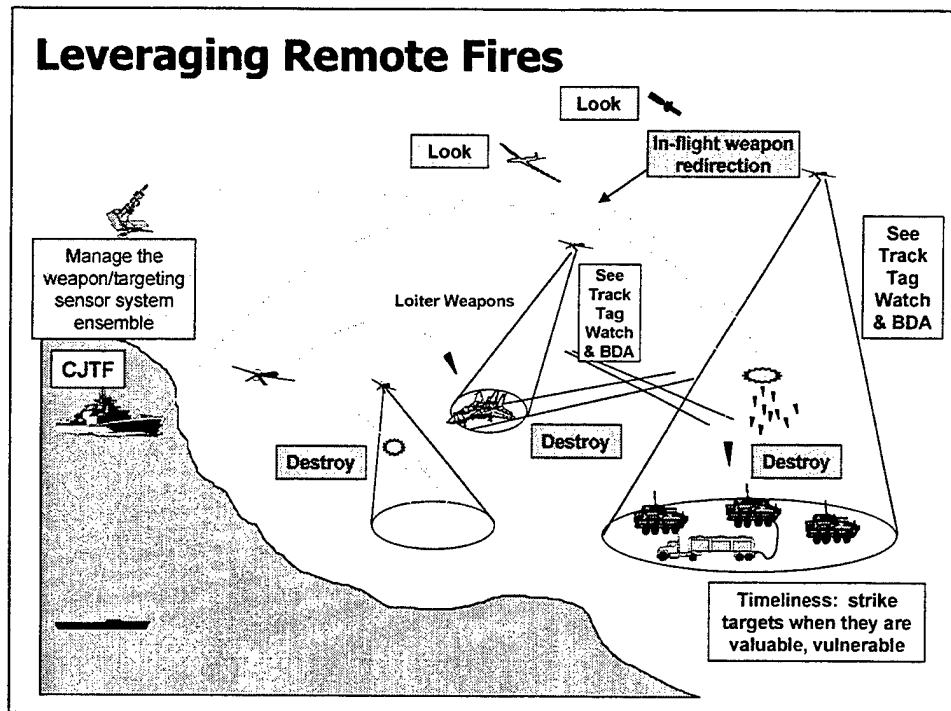 Leveraging Remote Fires
Look
Look
In-flight weapon
redirection
Manage the
weapon/targeting
sensor system
ensemble
See
Track
Tag
Watch
& BDA
Loiter Weapons
See
Track
Tag
Watch
& BDA
CJTF
Destroy
Destroy
Destroy
Timeliness: strike
targets when they are
valuable, vulnerable